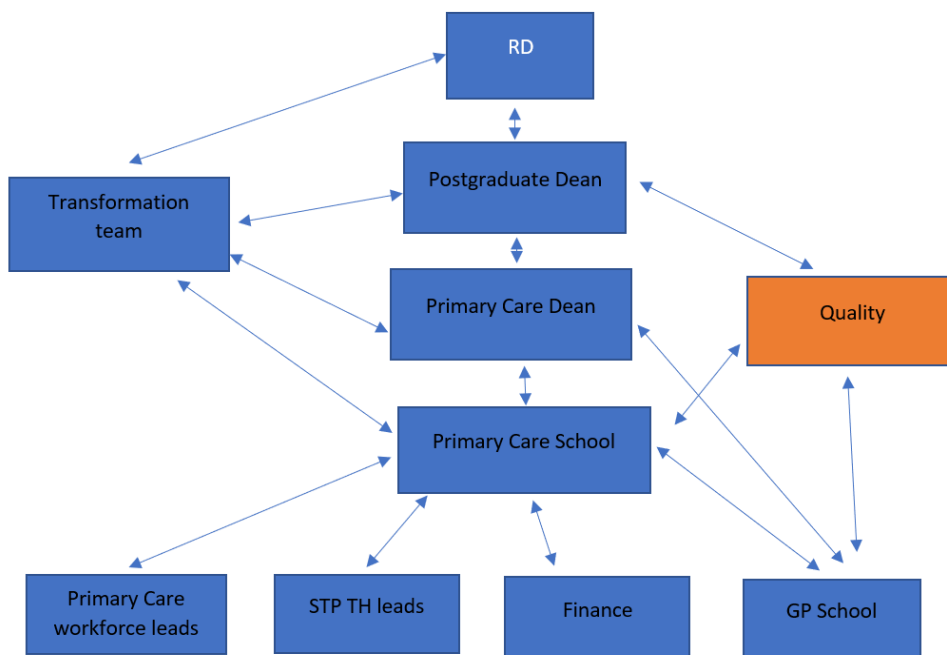 RD
Postgraduate Dean
Transformation
team
Primary Care Dean
Quality
Primary Care School
Primary Care
workforce leads
STP TH leads
Finance
GP School